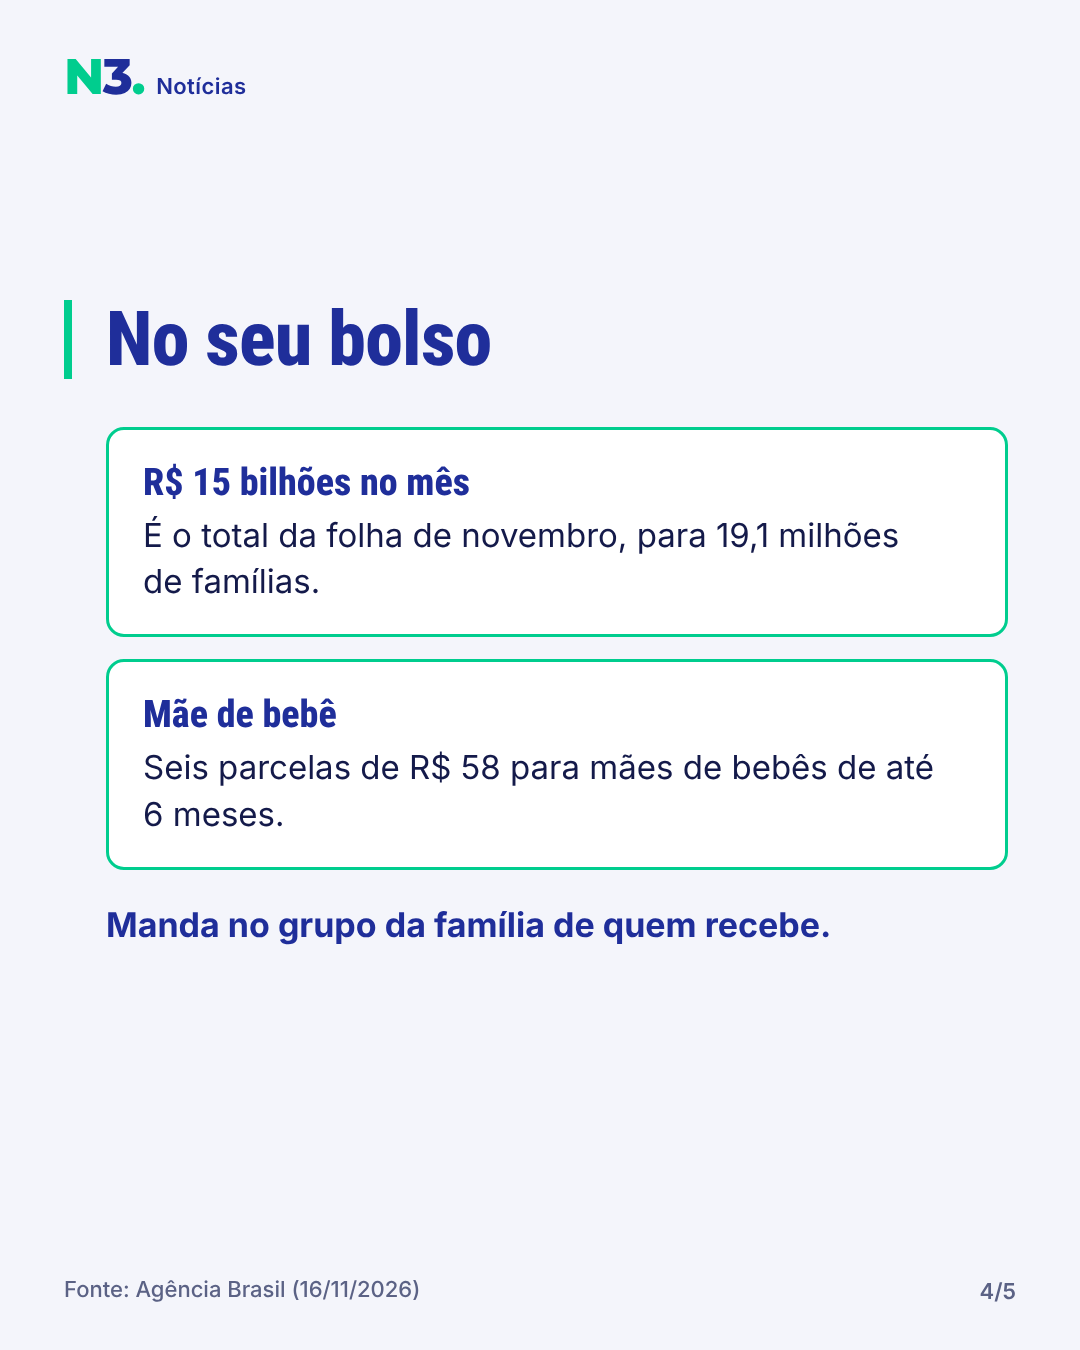 N3. Notícias
No seu bolso
R$ 15 bilhões no mês
É o total da folha de novembro, para 19,1 milhões
de famílias.
Mãe de bebê
Seis parcelas de R$ 58 para mães de bebês de até
6 meses.
Manda no grupo da família de quem recebe.
Fonte: Agência Brasil (16/11/2026)
4/5